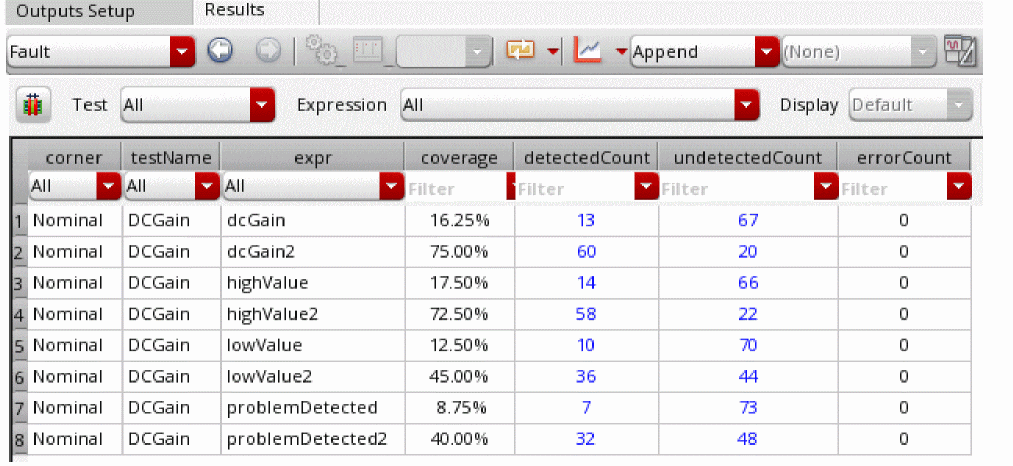 Outputs Setup Results
Fault Append (None)
Test All Expression All Display Default
corner testName expr coverage detectedCount undetectedCount errorCount
All All All Filter Filter Filter Filter
1 Nominal DCGain dcGain 16.25% 13 67 0
2 Nominal DCGain dcGain2 75.00% 60 20 0
3 Nominal DCGain highValue 17.50% 14 66 0
4 Nominal DCGain highValue2 72.50% 58 22 0
5 Nominal DCGain lowValue 12.50% 10 70 0
6 Nominal DCGain lowValue2 45.00% 36 44 0
7 Nominal DCGain problemDetected 8.75% 7 73 0
8 Nominal DCGain problemDetected2 40.00% 32 48 0